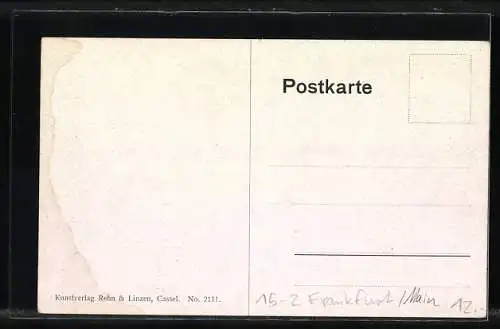 Postkarte
Kunstverlag Rehn & Linzen, Cassel. No. 2111.
15-2 Frankfurt/Main 12.-